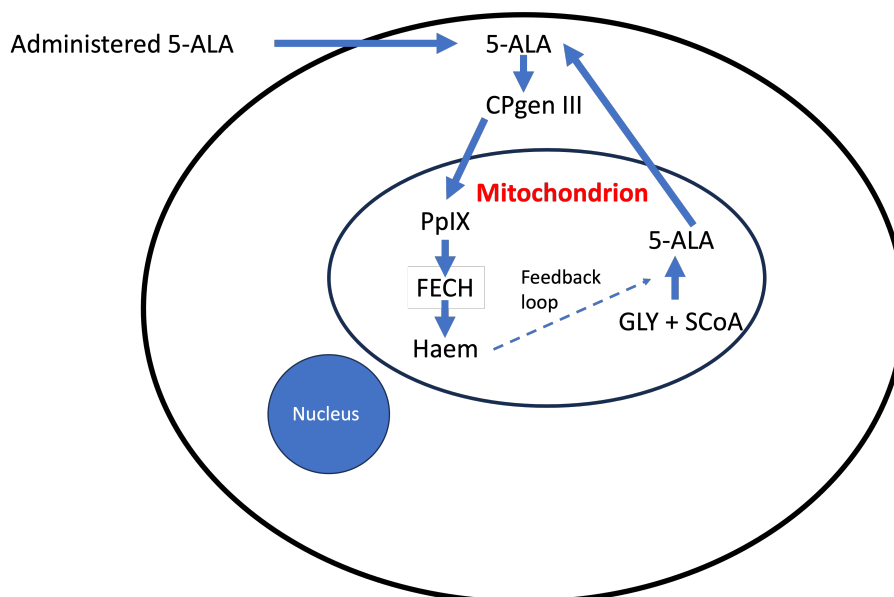 Administered 5-ALA
5-ALA
CPgen III
Mitochondrion
PpIX
5-ALA
FECH
Feedback
loop
GLY + SCoA
Haem
Nucleus